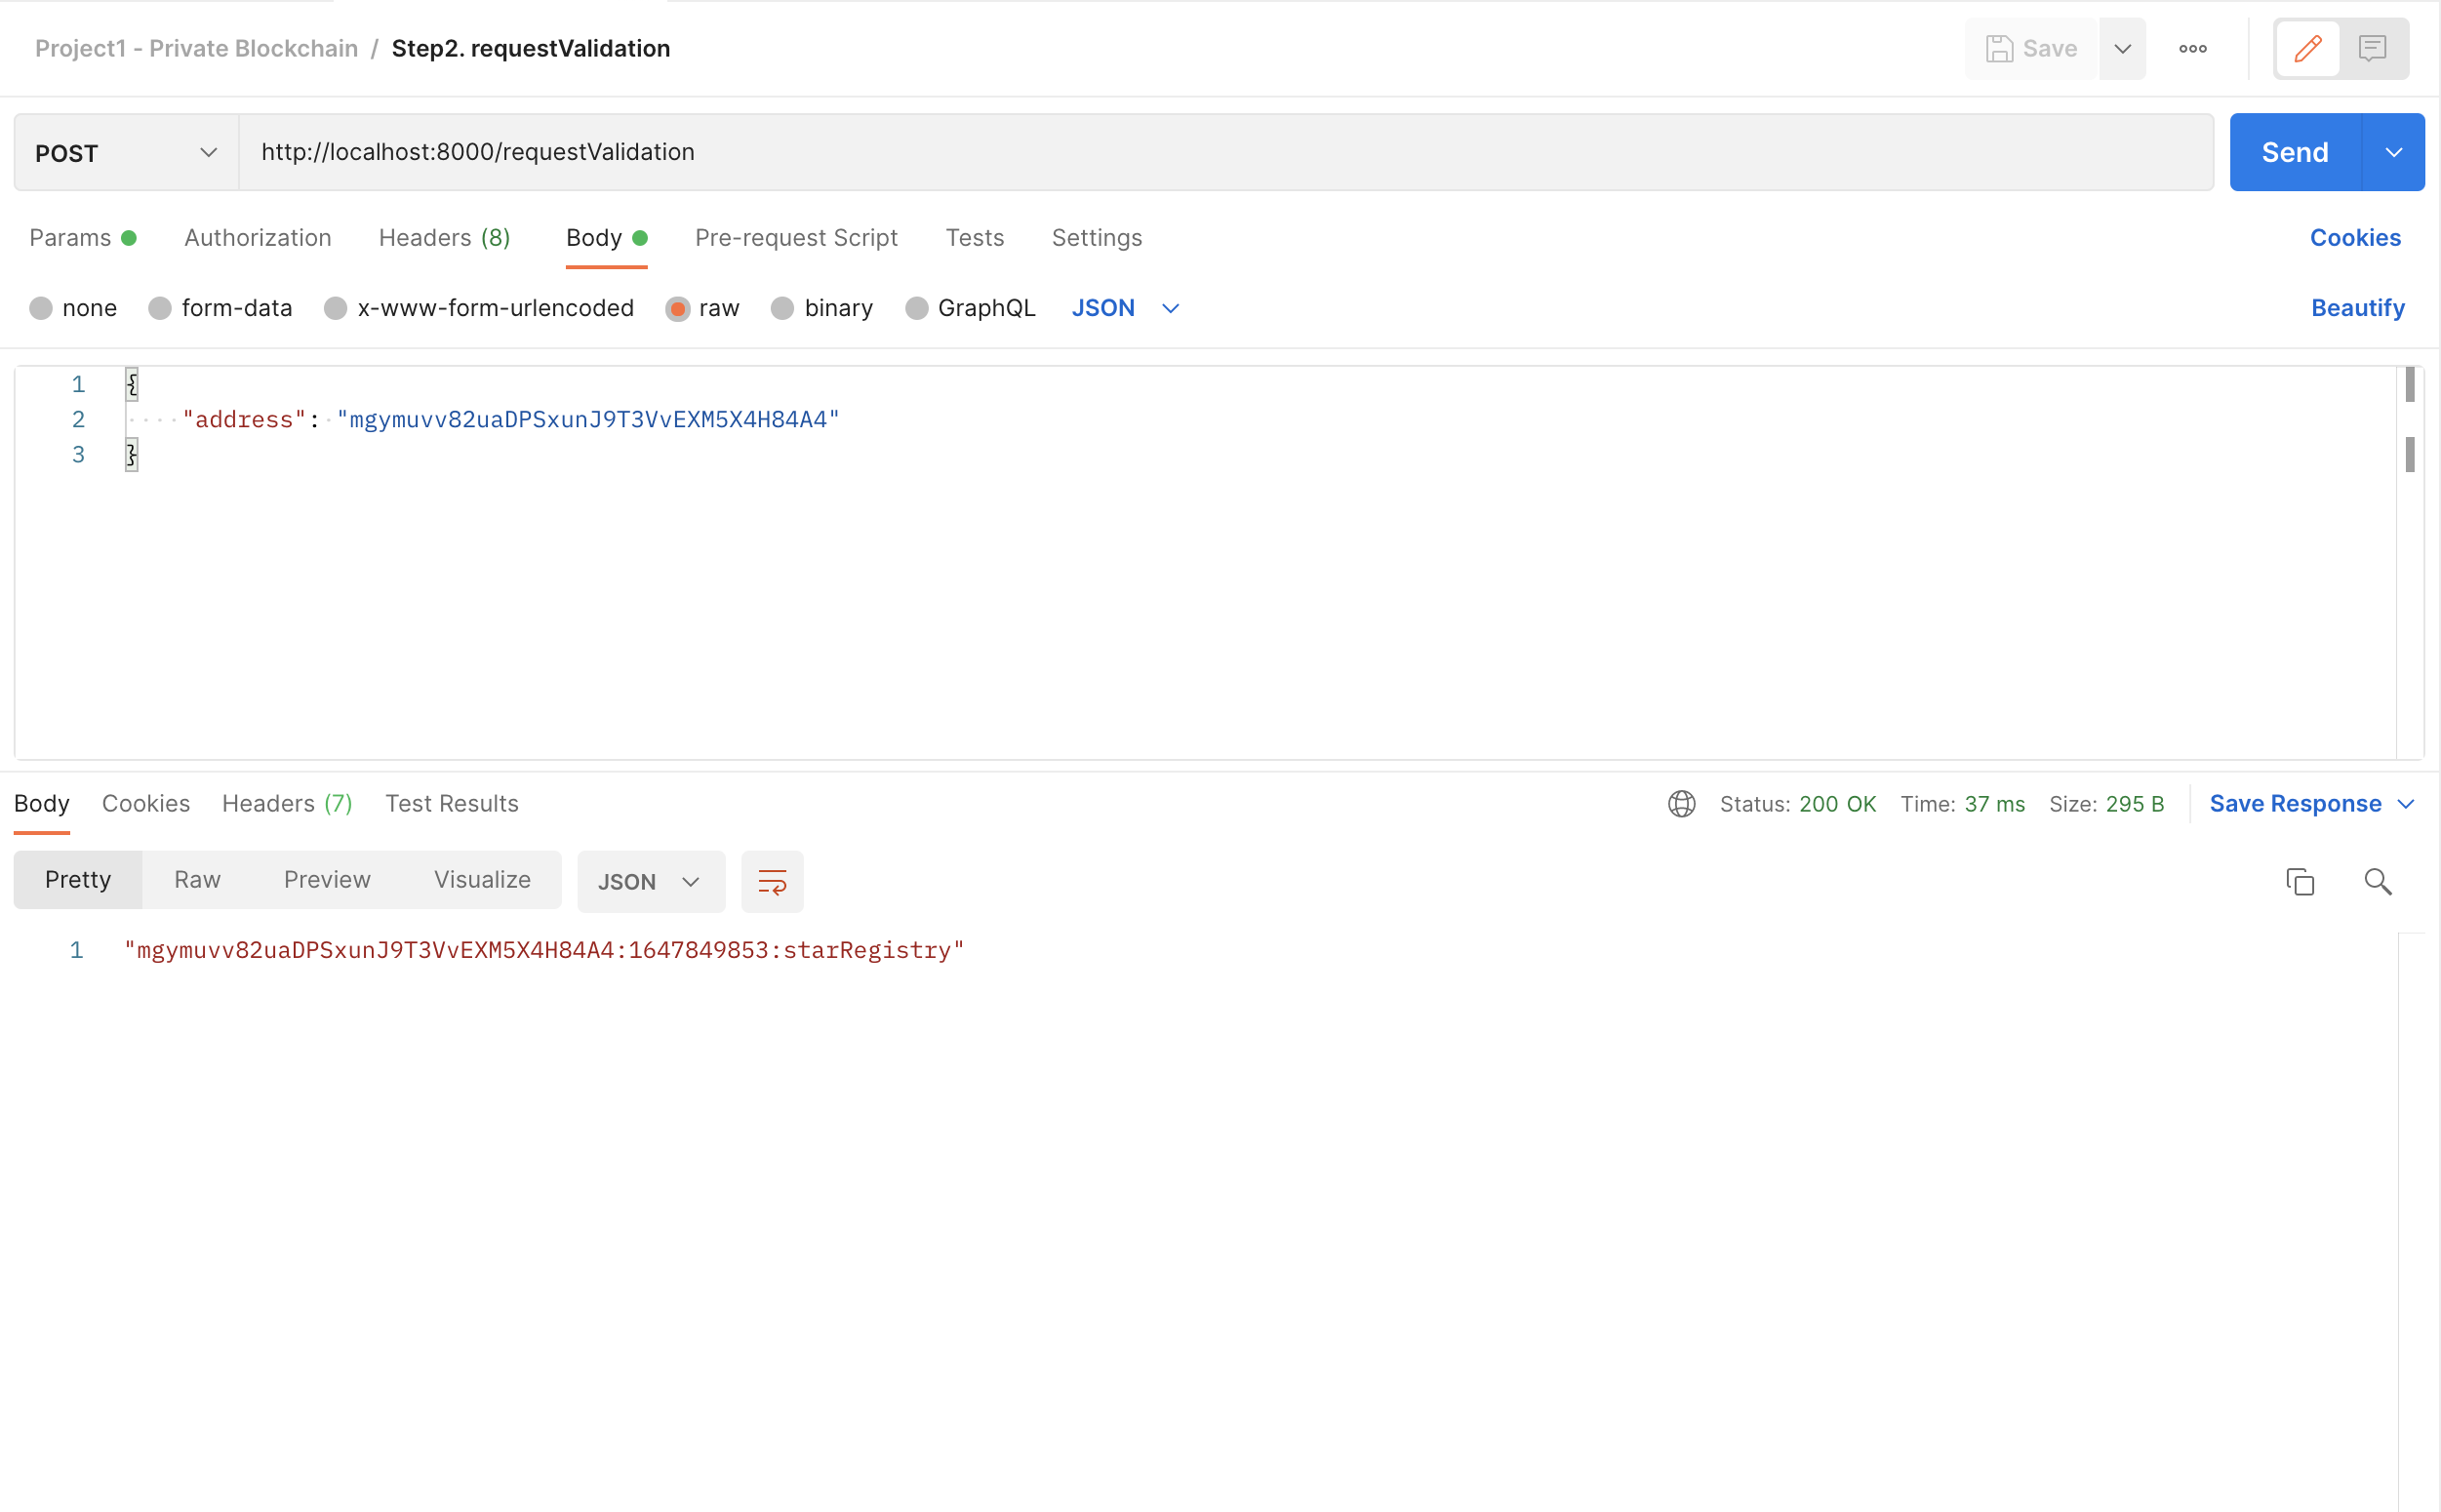 Project1 - Private Blockchain / Step2. requestValidation
Save
POST http://localhost:8000/requestValidation Send
Params Authorization Headers (8) Body Pre-request Script Tests Settings Cookies
none form-data x-www-form-urlencoded raw binary GraphQL JSON Beautify
1 {
2 "address": "mgymuvv82uaDPSxunJ9T3VvEXM5X4H84A4"
3 }
Body Cookies Headers (7) Test Results Status: 200 OK Time: 37 ms Size: 295 B Save Response
Pretty Raw Preview Visualize JSON
1 "mgymuvv82uaDPSxunJ9T3VvEXM5X4H84A4:1647849853:starRegistry"